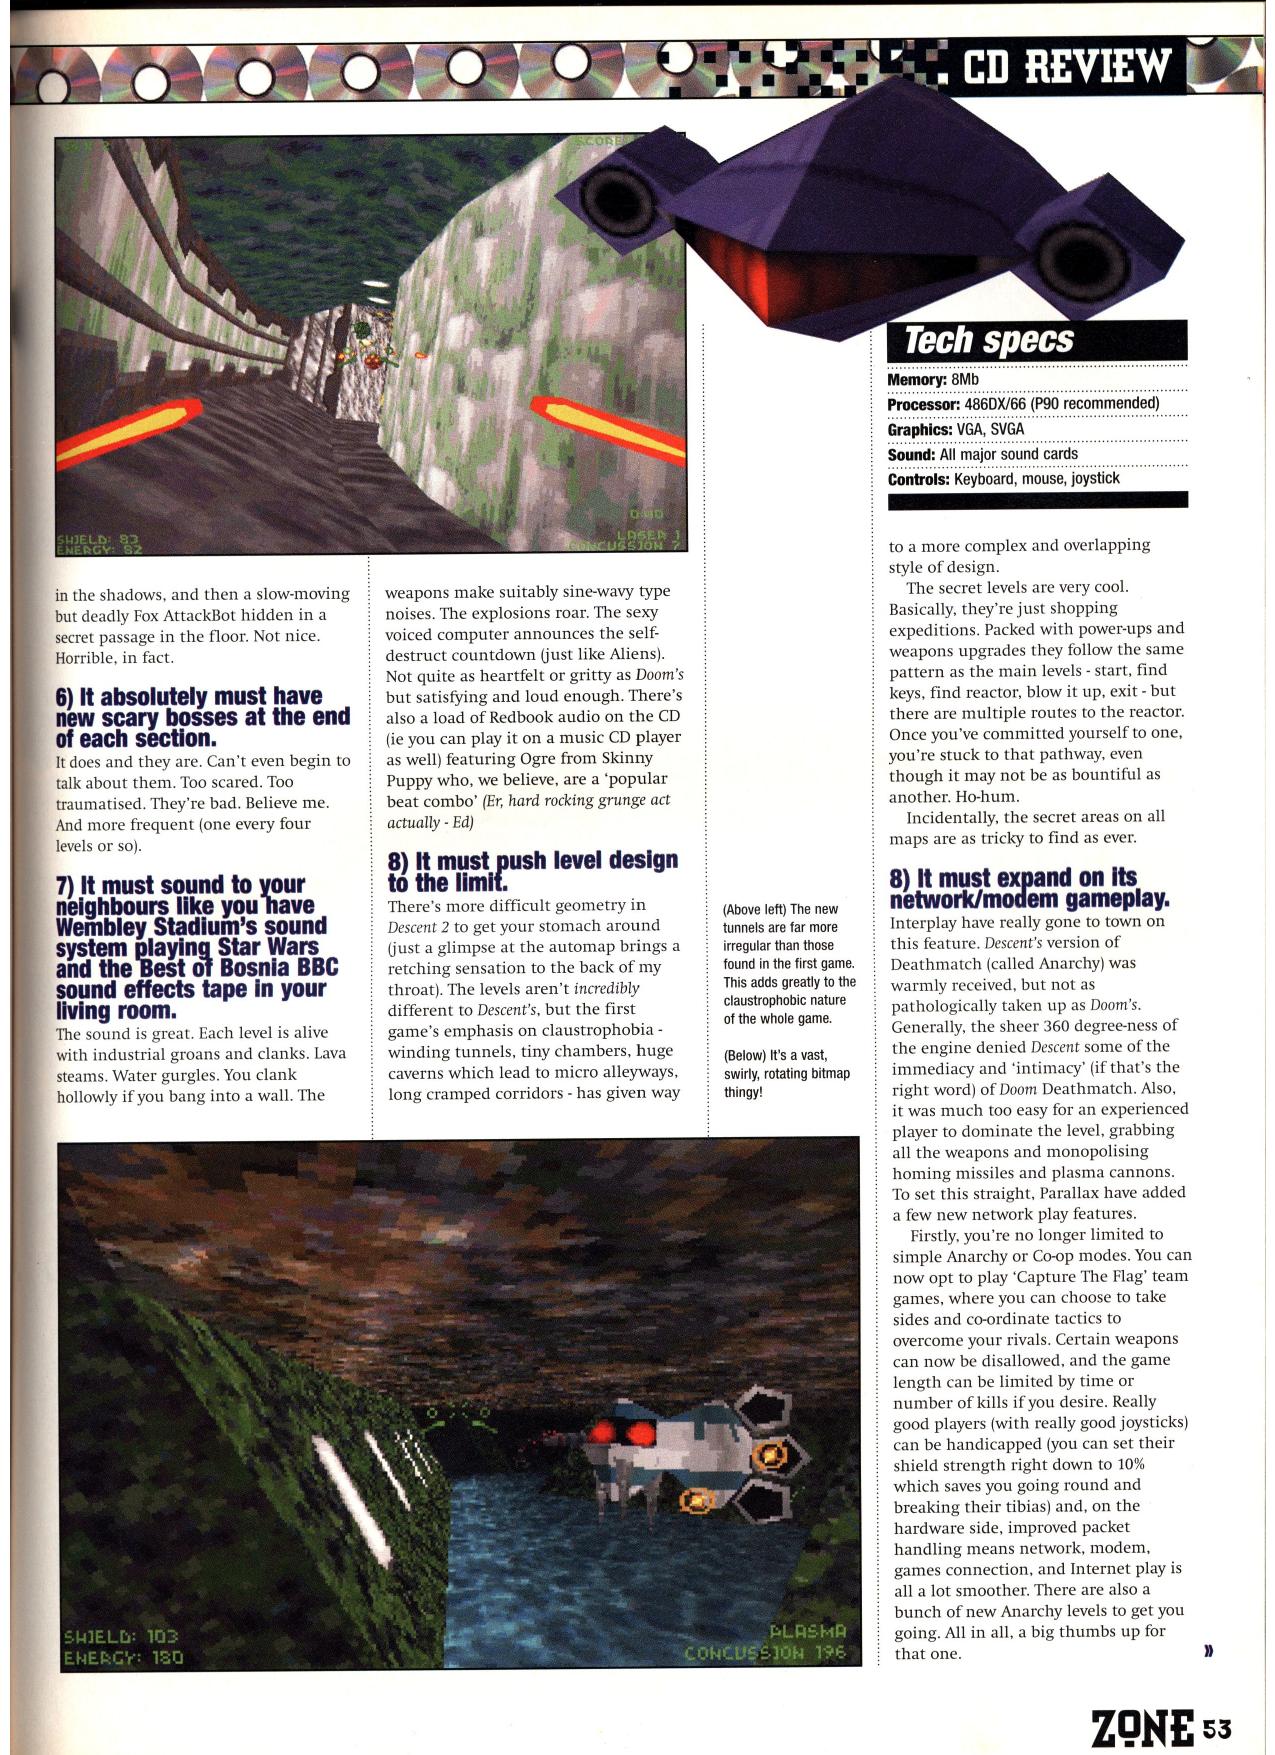 CD REVIEW
SCORE
SHIELD: 83
ENERGY: 82
0:40
LASER 1
CONCUSSION 7
Tech specs
Memory: 8Mb
Processor: 486DX/66 (P90 recommended)
Graphics: VGA, SVGA
Sound: All major sound cards
Controls: Keyboard, mouse, joystick
in the shadows, and then a slow-moving
but deadly Fox AttackBot hidden in a
secret passage in the floor. Not nice.
Horrible, in fact.
6) It absolutely must have
new scary bosses at the end
of each section.
It does and they are. Can't even begin to
talk about them. Too scared. Too
traumatised. They're bad. Believe me.
And more frequent (one every four
levels or so).
7) It must sound to your
neighbours like you have
Wembley Stadium's sound
system playing Star Wars
and the Best of Bosnia BBC
sound effects tape in your
living room.
The sound is great. Each level is alive
with industrial groans and clanks. Lava
steams. Water gurgles. You clank
hollowly if you bang into a wall. The
weapons make suitably sine-wavy type
noises. The explosions roar. The sexy
voiced computer announces the self-
destruct countdown (just like Aliens).
Not quite as heartfelt or gritty as Doom's
but satisfying and loud enough. There's
also a load of Redbook audio on the CD
(ie you can play it on a music CD player
as well) featuring Ogre from Skinny
Puppy who, we believe, are a 'popular
beat combo' (Er, hard rocking grunge act
actually - Ed)
8) It must push level design
to the limit.
There's more difficult geometry in
Descent 2 to get your stomach around
(just a glimpse at the automap brings a
retching sensation to the back of my
throat). The levels aren't incredibly
different to Descent's, but the first
game's emphasis on claustrophobia -
winding tunnels, tiny chambers, huge
caverns which lead to micro alleyways,
long cramped corridors - has given way
(Above left) The new
tunnels are far more
irregular than those
found in the first game.
This adds greatly to the
claustrophobic nature
of the whole game.
(Below) It's a vast,
swirly, rotating bitmap
thingy!
to a more complex and overlapping
style of design.
The secret levels are very cool.
Basically, they're just shopping
expeditions. Packed with power-ups and
weapons upgrades they follow the same
pattern as the main levels - start, find
keys, find reactor, blow it up, exit - but
there are multiple routes to the reactor.
Once you've committed yourself to one,
you're stuck to that pathway, even
though it may not be as bountiful as
another. Ho-hum.
Incidentally, the secret areas on all
maps are as tricky to find as ever.
8) It must expand on its
network/modem gameplay.
Interplay have really gone to town on
this feature. Descent's version of
Deathmatch (called Anarchy) was
warmly received, but not as
pathologically taken up as Doom's.
Generally, the sheer 360 degree-ness of
the engine denied Descent some of the
immediacy and 'intimacy' (if that's the
right word) of Doom Deathmatch. Also,
it was much too easy for an experienced
player to dominate the level, grabbing
all the weapons and monopolising
homing missiles and plasma cannons.
To set this straight, Parallax have added
a few new network play features.
Firstly, you're no longer limited to
simple Anarchy or Co-op modes. You can
now opt to play 'Capture The Flag' team
games, where you can choose to take
sides and co-ordinate tactics to
overcome your rivals. Certain weapons
can now be disallowed, and the game
length can be limited by time or
number of kills if you desire. Really
good players (with really good joysticks)
can be handicapped (you can set their
shield strength right down to 10%
which saves you going round and
breaking their tibias) and, on the
hardware side, improved packet
handling means network, modem,
games connection, and Internet play is
all a lot smoother. There are also a
bunch of new Anarchy levels to get you
going. All in all, a big thumbs up for
that one.
SHIELD: 103
ENERGY: 180
PLASMA
CONCUSSION 196
»
ZONE 53